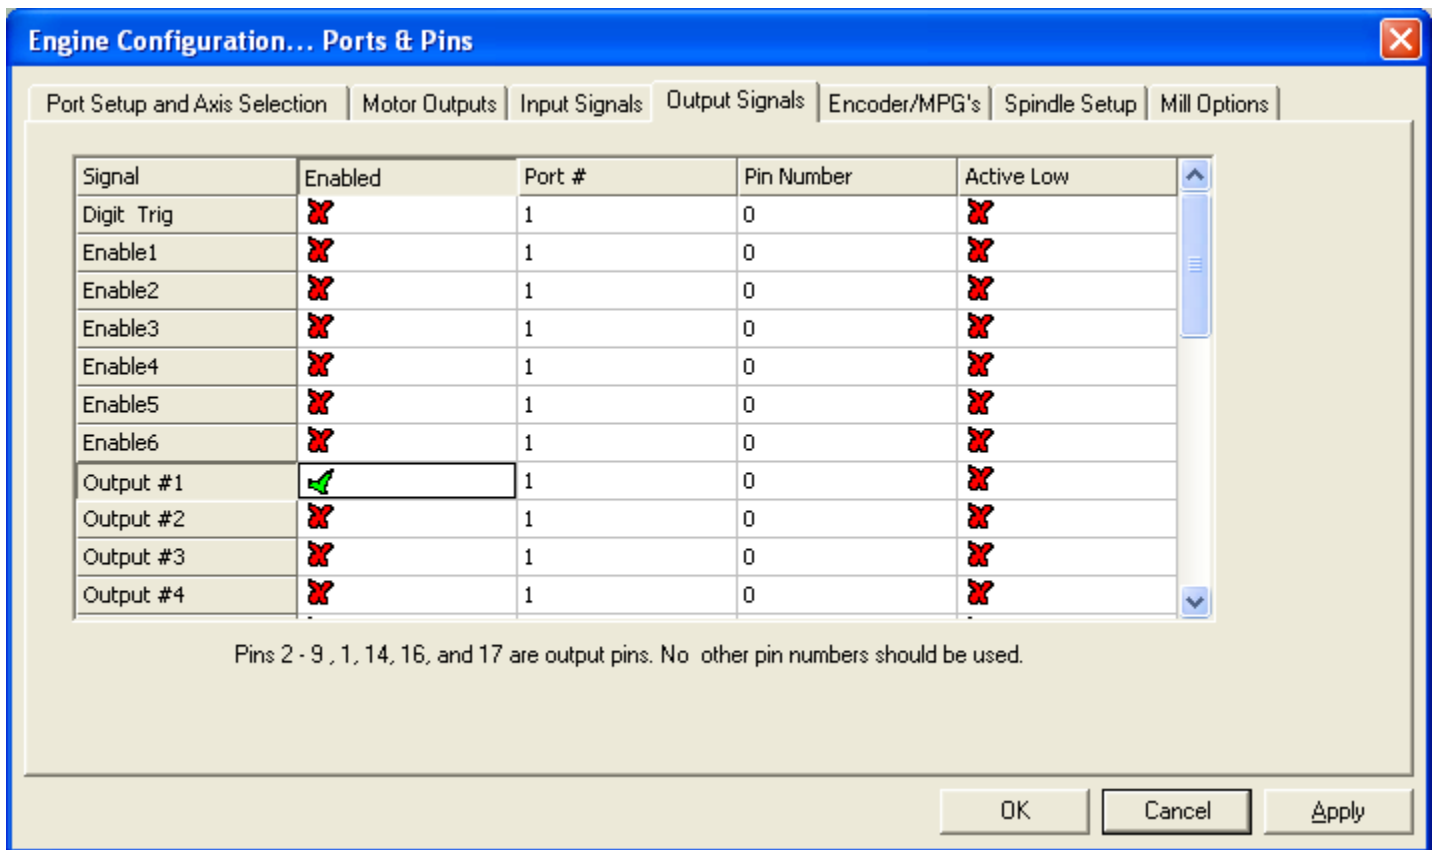 Engine Configuration... Ports & Pins
Port Setup and Axis Selection Motor Outputs Input Signals Output Signals Encoder/MPG's Spindle Setup Mill Options
Signal Enabled Port # Pin Number Active Low
Digit Trig 1 0
Enable1 1 0
Enable2 1 0
Enable3 1 0
Enable4 1 0
Enable5 1 0
Enable6 1 0
Output #1 1 0
Output #2 1 0
Output #3 1 0
Output #4 1 0
Pins 2 - 9 , 1, 14, 16, and 17 are output pins. No other pin numbers should be used.
OK Cancel Apply